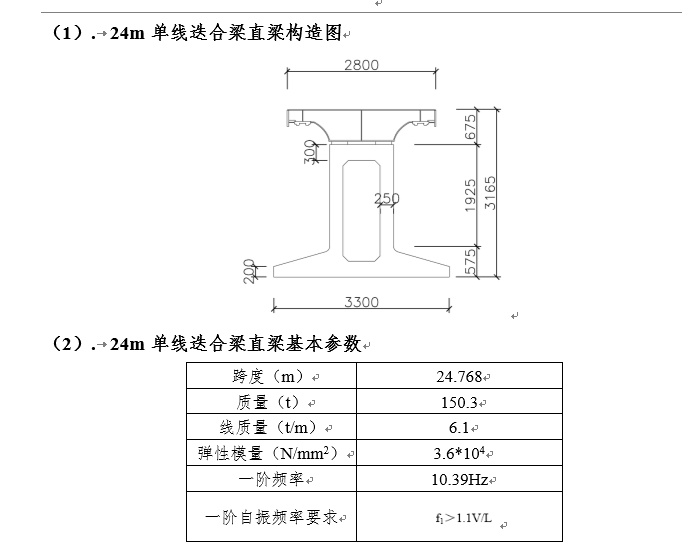 （1）.24m 单线迭合梁直梁构造图
2800
300
675
250
1925
3165
575
200
3300
（2）.24m 单线迭合梁直梁基本参数
跨度（m） 24.768
质量（t） 150.3
线质量（t/m） 6.1
弹性模量（N/mm²） 3.6*10⁴
一阶频率 10.39Hz
一阶自振频率要求 f₁＞1.1V/L